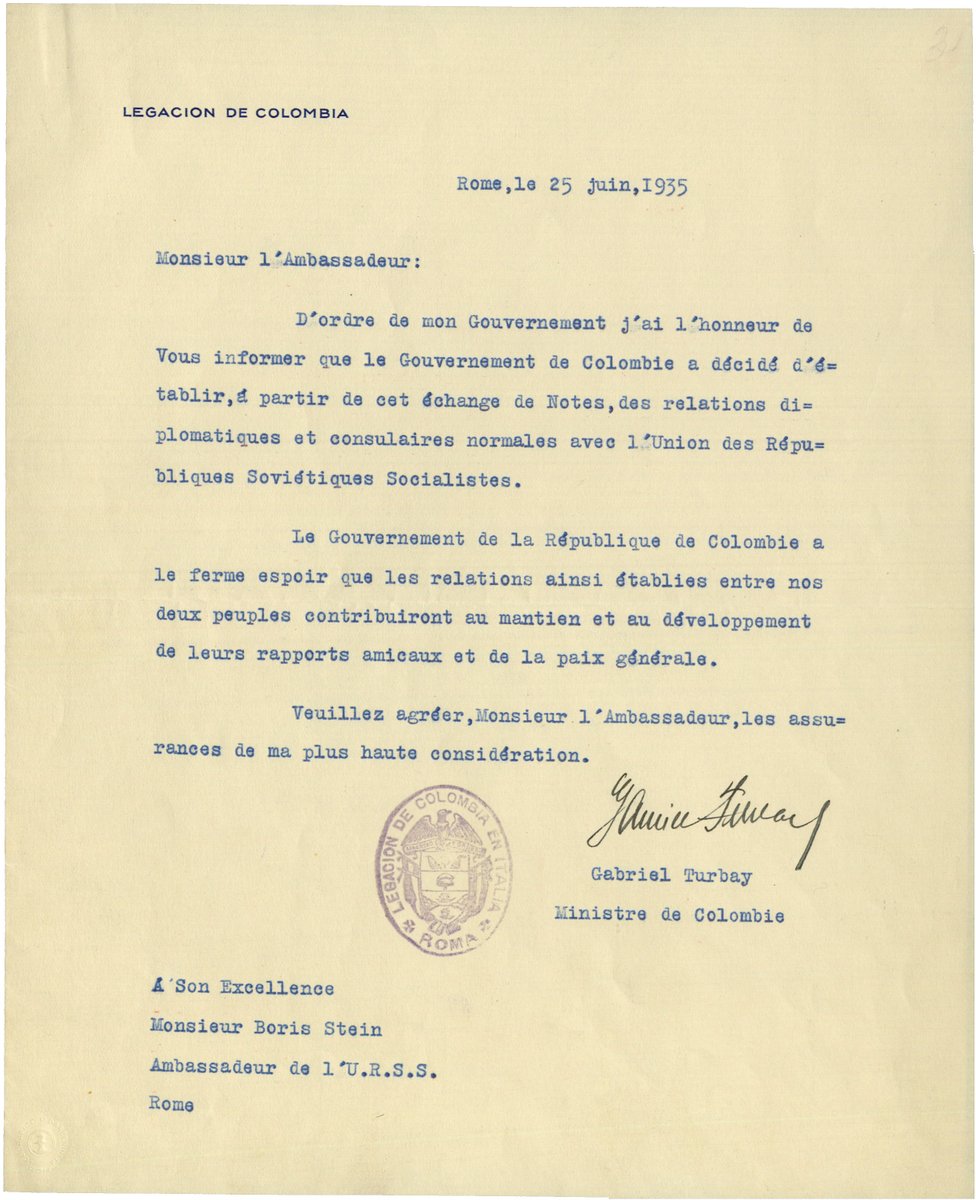 LEGACION DE COLOMBIA
Rome,le 25 juin,1935
Monsieur l'Ambassadeur:
D'ordre de mon Gouvernement j'ai l'honneur de
Vous informer que le Gouvernement de Colombie a décidé d'é=
tablir,á partir de cet échange de Notes,des relations di=
plomatiques et consulaires normales avec l'Union des Répu=
bliques Soviétiques Socialistes.
Le Gouvernement de la République de Colombie a
le ferme espoir que les relations ainsi établies entre nos
deux peuples contribuiront au mantien et au développement
de leurs rapports amicaux et de la paix générale.
Veuillez agréer,Monsieur l'Ambassadeur,les assu=
rances de ma plus haute considération.
LEGACION DE COLOMBIA EN ITALIA
ROMA
Gabriel Turbay
Ministre de Colombie
A'Son Excellence
Monsieur Boris Stein
Ambassadeur de l'U.R.S.S.
Rome